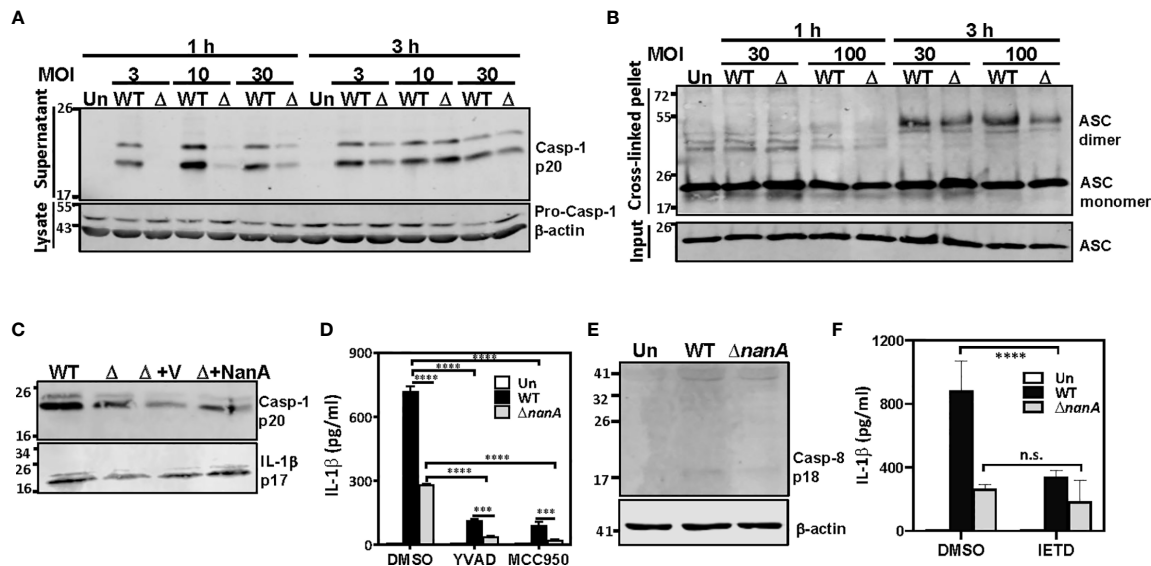 A
1 h 3 h
MOI 3 10 30 3 10 30
Un WT Δ WT Δ WT Δ Un WT Δ WT Δ WT Δ
26
Supernatant
Casp-1
p20
17
Lysate
55
Pro-Casp-1
43
β-actin
B
1 h 3 h
MOI 30 100 30 100
Un WT Δ WT Δ WT Δ WT Δ
Cross-linked pellet
72
55
ASC
dimer
26
ASC
monomer
17
Input
26
ASC
C
WT Δ Δ +V Δ+NanA
26
Casp-1
p20
16
34
26
IL-1β
p17
16
D
IL-1β (pg/ml)
900
600
300
0
****
****
****
****
****
***
***
Un
WT
ΔnanA
DMSO YVAD MCC950
E
Un WT ΔnanA
41
32
26
Casp-8
p18
17
41
β-actin
F
IL-1β (pg/ml)
1200
800
400
0
****
Un
WT
ΔnanA
n.s.
DMSO IETD